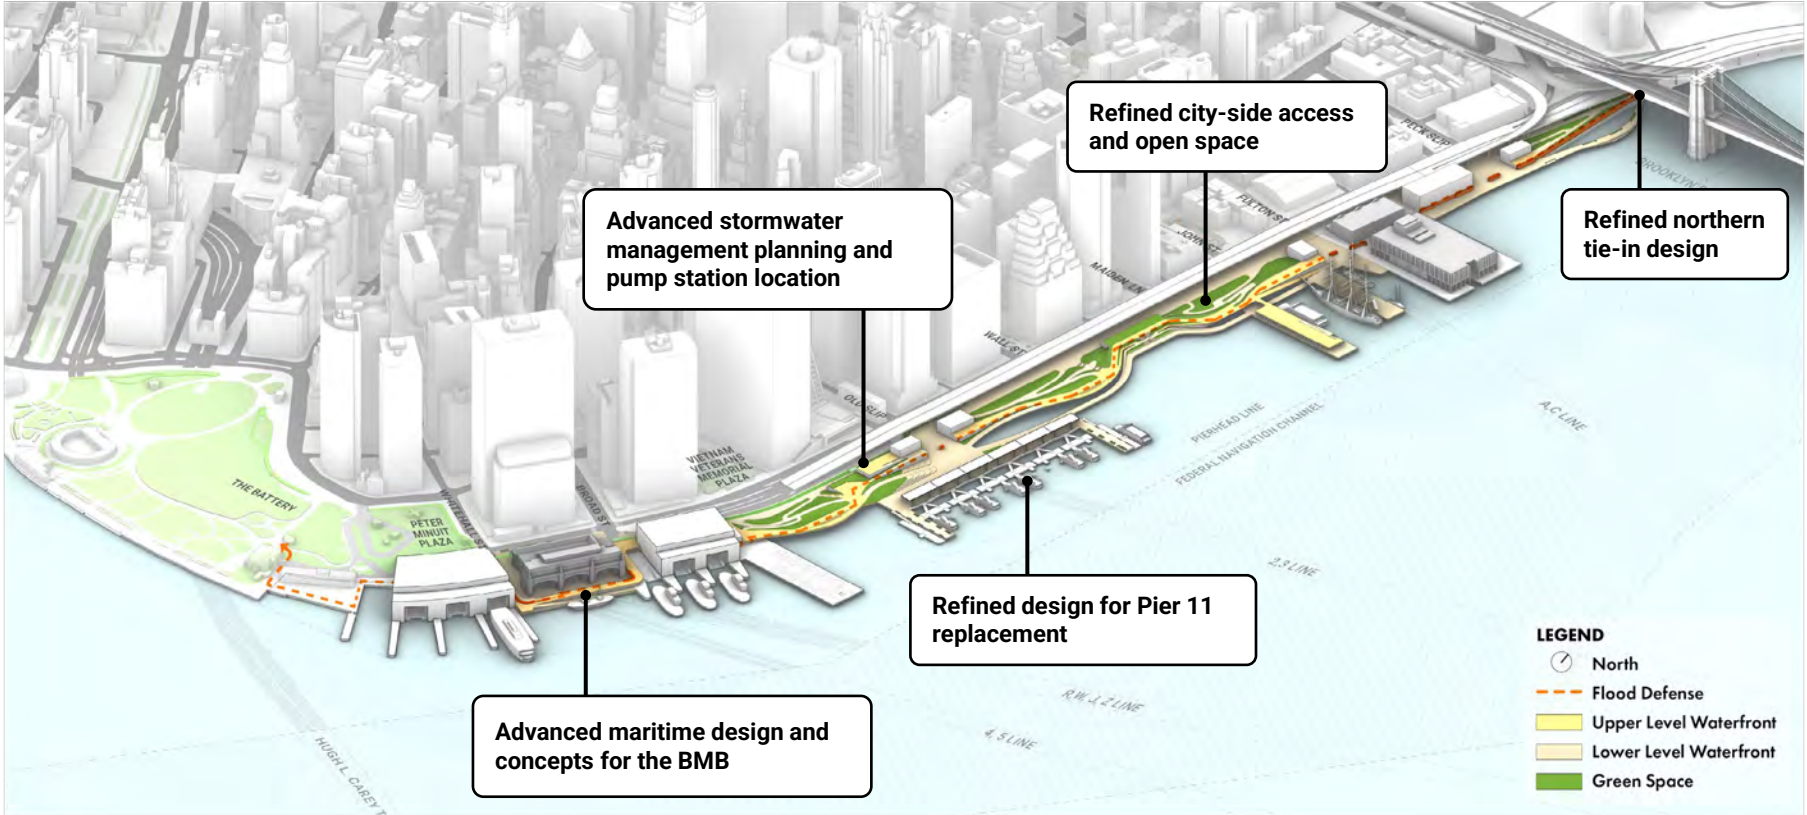 Refined city-side access
and open space
Advanced stormwater
management planning and
pump station location
Refined northern
tie-in design
Refined design for Pier 11
replacement
Advanced maritime design and
concepts for the BMB
PECK SLIP
FULTON ST
JOHN ST
MAIDEN LN
WALL ST
OLD SLIP
VIETNAM
VETERANS
MEMORIAL
PLAZA
BROAD ST
WHITEHALL S
PETER
MINUIT
PLAZA
THE BATTERY
BROOKLYN
PIERHEAD LINE
FEDERAL NAVIGATION CHANNEL
A,C LINE
2,3 LINE
R,W, J, Z LINE
4, 5 LINE
HUGH L. CAREY T
LEGEND
North
Flood Defense
Upper Level Waterfront
Lower Level Waterfront
Green Space